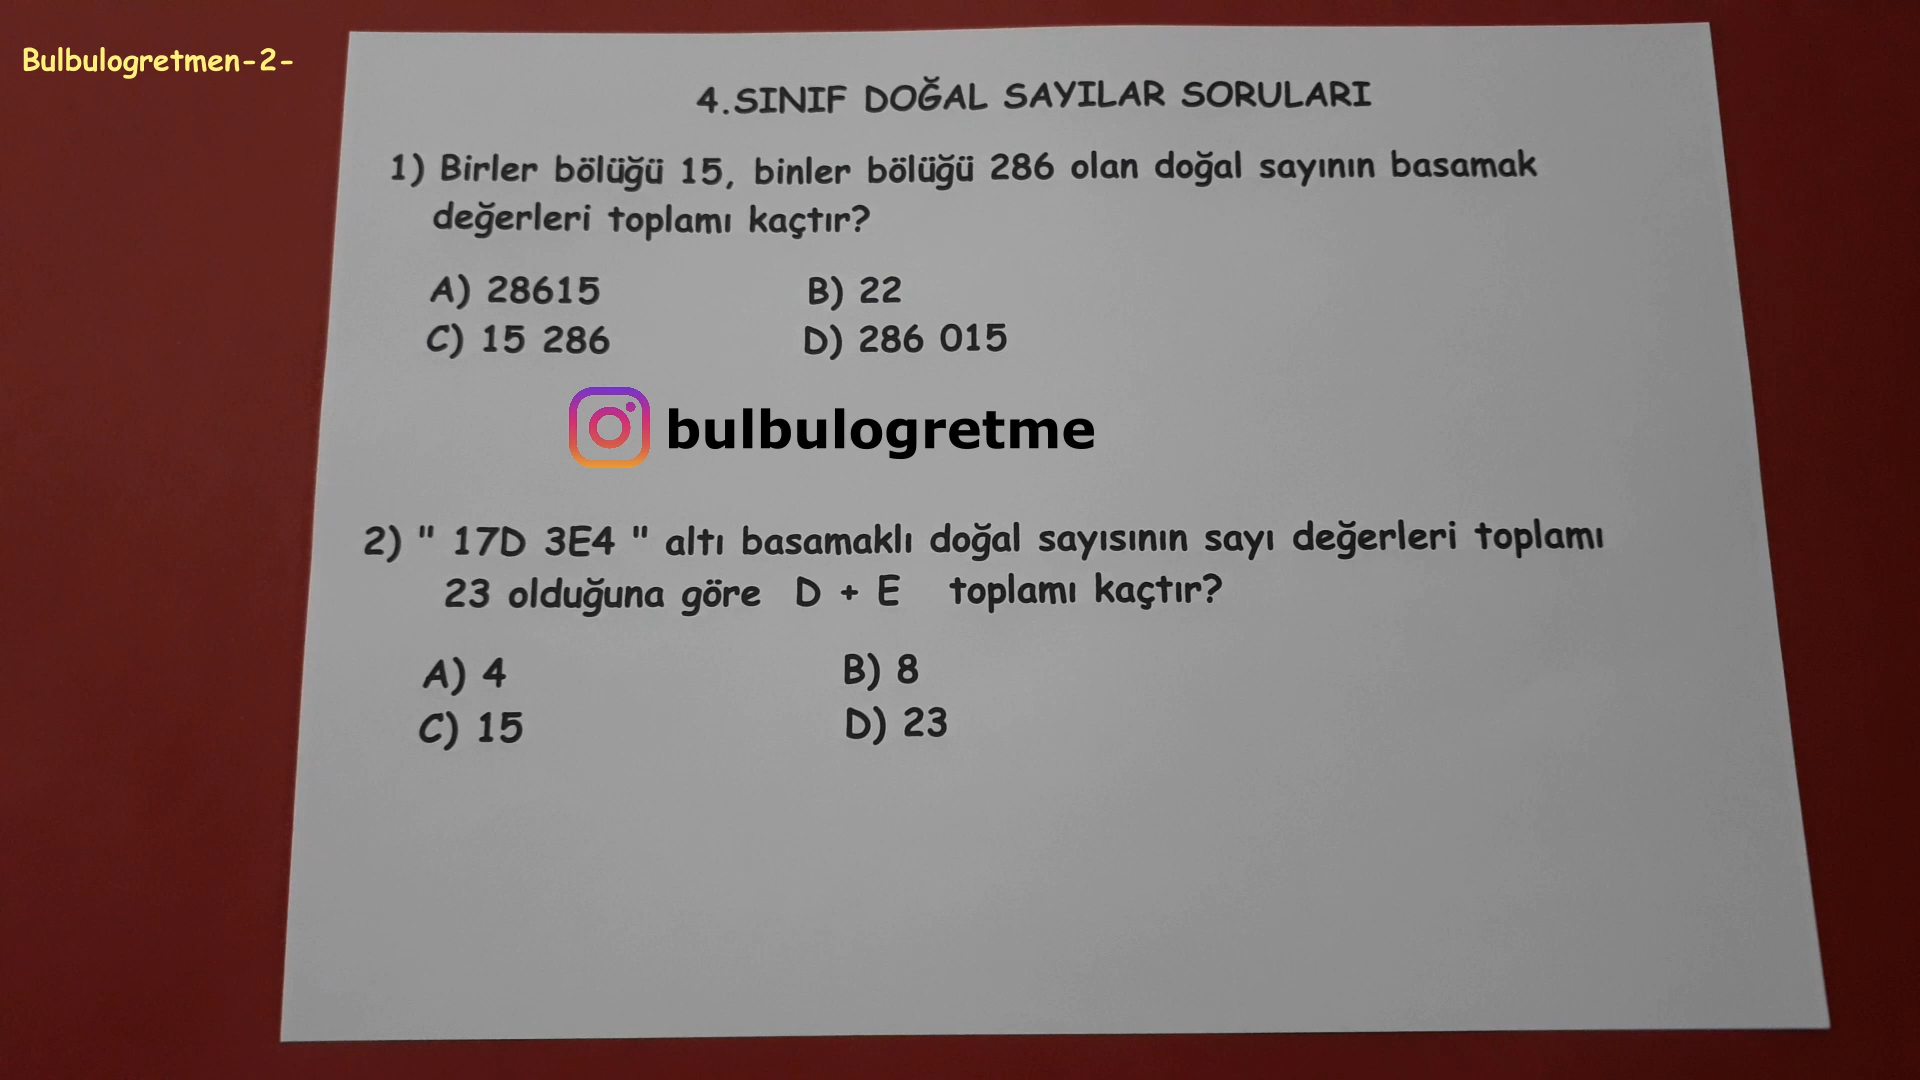 Bulbulogretmen-2-
4.SINIF DOĞAL SAYILAR SORULARI
1) Birler bölüğü 15, binler bölüğü 286 olan doğal sayının basamak
değerleri toplamı kaçtır?
A) 28615 B) 22
C) 15 286 D) 286 015
bulbulogretme
2) " 17D 3E4 " altı basamaklı doğal sayısının sayı değerleri toplamı
23 olduğuna göre D + E toplamı kaçtır?
A) 4 B) 8
C) 15 D) 23